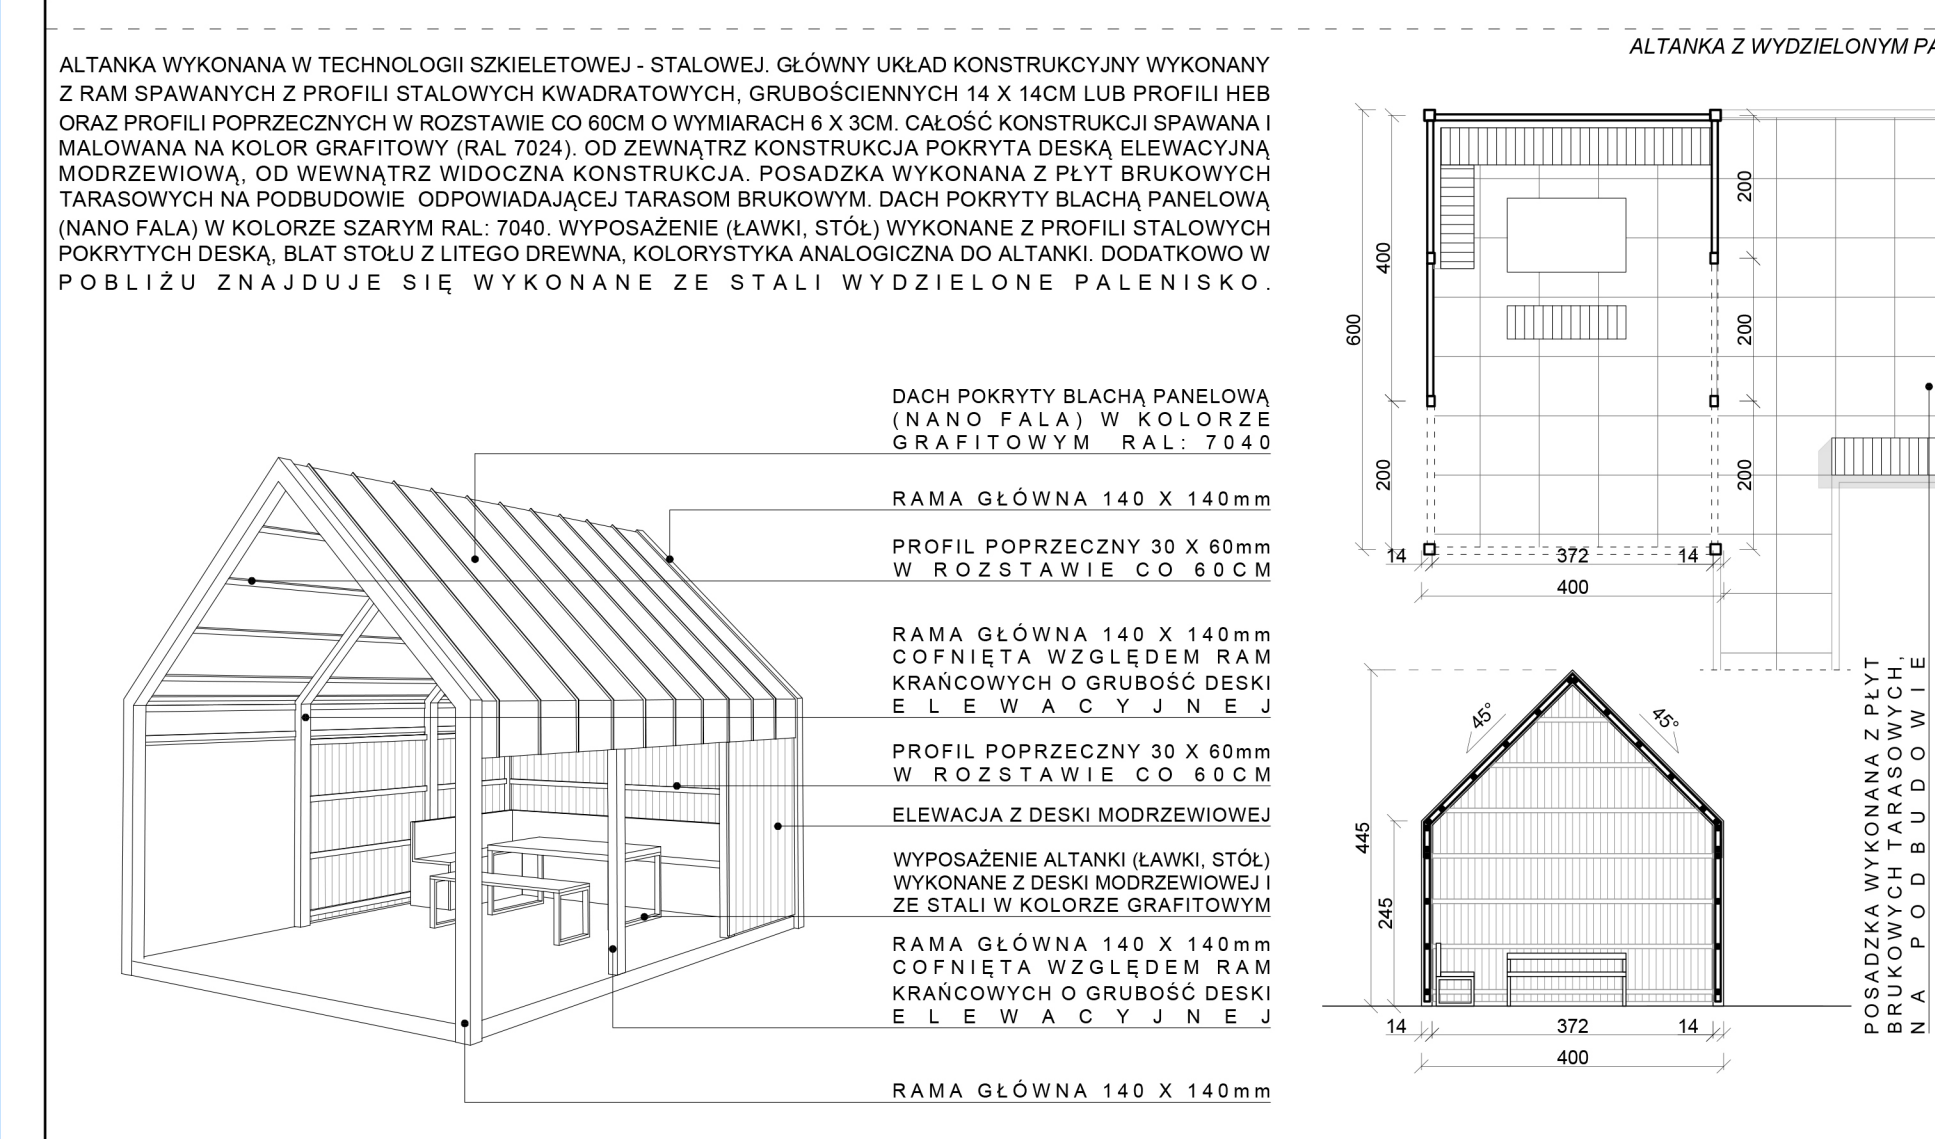 ALTANKA WYKONANA W TECHNOLOGII SZKIELETOWEJ - STALOWEJ. GŁÓWNY UKŁAD KONSTRUKCYJNY WYKONANY
Z RAM SPAWANYCH Z PROFILI STALOWYCH KWADRATOWYCH, GRUBOŚCIENNYCH 14 X 14CM LUB PROFILI HEB
ORAZ PROFILI POPRZECZNYCH W ROZSTAWIE CO 60CM O WYMIARACH 6 X 3CM. CAŁOŚĆ KONSTRUKCJI SPAWANA I
MALOWANA NA KOLOR GRAFITOWY (RAL 7024). OD ZEWNĄTRZ KONSTRUKCJA POKRYTA DESKĄ ELEWACYJNĄ
MODRZEWIOWĄ, OD WEWNĄTRZ WIDOCZNA KONSTRUKCJA. POSADZKA WYKONANA Z PŁYT BRUKOWYCH
TARASOWYCH NA PODBUDOWIE ODPOWIADAJĄCEJ TARASOM BRUKOWYM. DACH POKRYTY BLACHĄ PANELOWĄ
(NANO FALA) W KOLORZE SZARYM RAL: 7040. WYPOSAŻENIE (ŁAWKI, STÓŁ) WYKONANE Z PROFILI STALOWYCH
POKRYTYCH DESKĄ, BLAT STOŁU Z LITEGO DREWNA, KOLORYSTYKA ANALOGICZNA DO ALTANKI. DODATKOWO W
POBLIŻU ZNAJDUJE SIĘ WYKONANE ZE STALI WYDZIELONE PALENISKO.
DACH POKRYTY BLACHĄ PANELOWĄ
(NANO FALA) W KOLORZE
GRAFITOWYM RAL: 7040
RAMA GŁÓWNA 140 X 140mm
PROFIL POPRZECZNY 30 X 60mm
W ROZSTAWIE CO 60CM
RAMA GŁÓWNA 140 X 140mm
COFNIĘTA WZGLĘDEM RAM
KRAŃCOWYCH O GRUBOŚĆ DESKI
ELEWACYJNEJ
PROFIL POPRZECZNY 30 X 60mm
W ROZSTAWIE CO 60CM
ELEWACJA Z DESKI MODRZEWIOWEJ
WYPOSAŻENIE ALTANKI (ŁAWKI, STÓŁ)
WYKONANE Z DESKI MODRZEWIOWEJ I
ZE STALI W KOLORZE GRAFITOWYM
RAMA GŁÓWNA 140 X 140mm
COFNIĘTA WZGLĘDEM RAM
KRAŃCOWYCH O GRUBOŚĆ DESKI
ELEWACYJNEJ
RAMA GŁÓWNA 140 X 140mm
ALTANKA Z WYDZIELONYM
600
400
200
200
200
200
14 372 14
400
45° 45°
445
245
14 372 14
400
POSADZKA WYKONANA Z PŁYT
BRUKOWYCH TARASOWYCH,
NA PODBUDOWIE